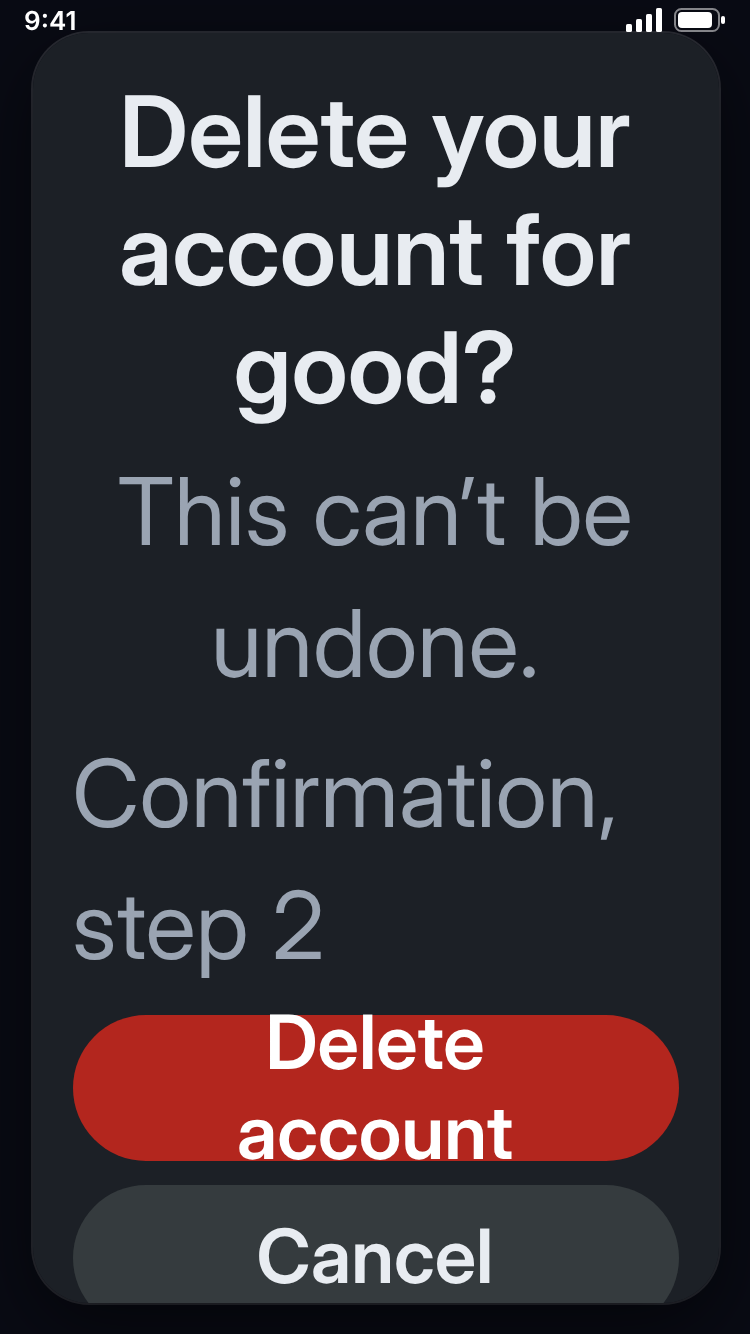 9:41
Delete your
account for
good?
This can’t be
undone.
Confirmation,
step 2
Delete
account
Cancel